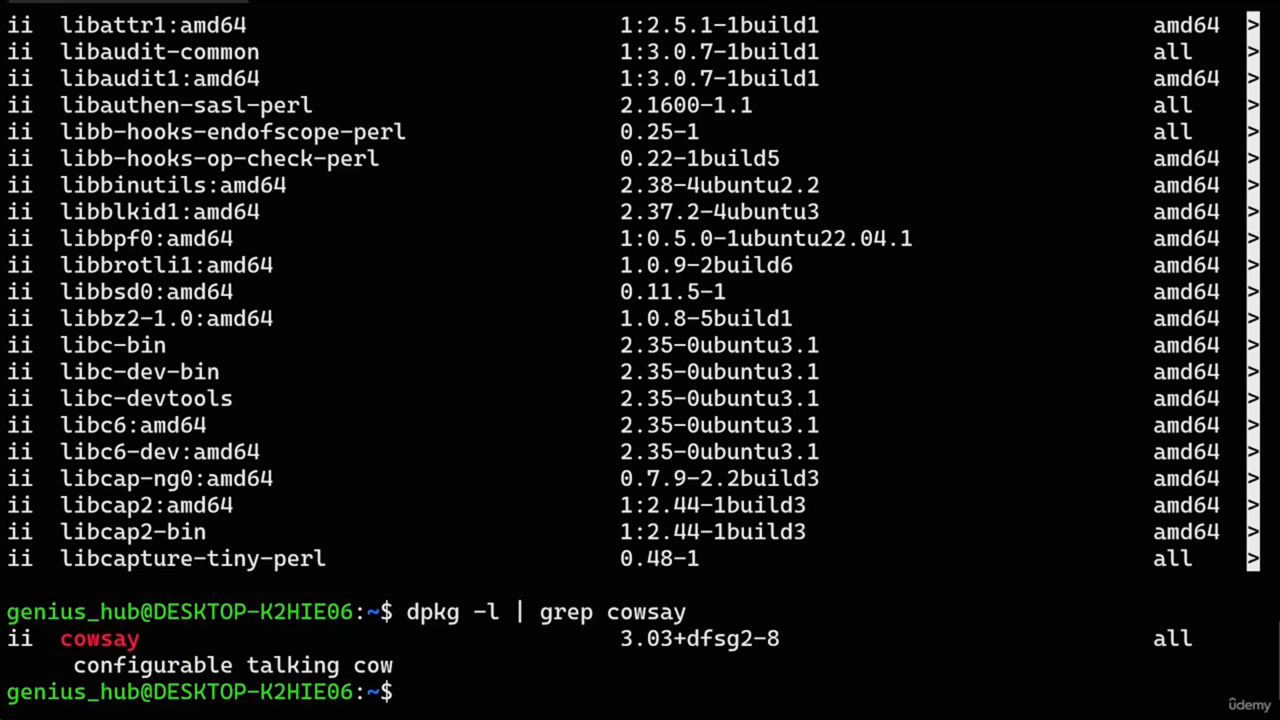 ii  libattr1:amd64  1:2.5.1-1build1  amd64  >
ii  libaudit-common  1:3.0.7-1build1  all  >
ii  libaudit1:amd64  1:3.0.7-1build1  amd64  >
ii  libauthen-sasl-perl  2.1600-1.1  all  >
ii  libb-hooks-endofscope-perl  0.25-1  all  >
ii  libb-hooks-op-check-perl  0.22-1build5  amd64  >
ii  libbinutils:amd64  2.38-4ubuntu2.2  amd64  >
ii  libblkid1:amd64  2.37.2-4ubuntu3  amd64  >
ii  libbpf0:amd64  1:0.5.0-1ubuntu22.04.1  amd64  >
ii  libbrotli1:amd64  1.0.9-2build6  amd64  >
ii  libbsd0:amd64  0.11.5-1  amd64  >
ii  libbz2-1.0:amd64  1.0.8-5build1  amd64  >
ii  libc-bin  2.35-0ubuntu3.1  amd64  >
ii  libc-dev-bin  2.35-0ubuntu3.1  amd64  >
ii  libc-devtools  2.35-0ubuntu3.1  amd64  >
ii  libc6:amd64  2.35-0ubuntu3.1  amd64  >
ii  libc6-dev:amd64  2.35-0ubuntu3.1  amd64  >
ii  libcap-ng0:amd64  0.7.9-2.2build3  amd64  >
ii  libcap2:amd64  1:2.44-1build3  amd64  >
ii  libcap2-bin  1:2.44-1build3  amd64  >
ii  libcapture-tiny-perl  0.48-1  all  >
genius_hub@DESKTOP-K2HIE06:~$ dpkg -l | grep cowsay
ii  cowsay  3.03+dfsg2-8  all
configurable talking cow
genius_hub@DESKTOP-K2HIE06:~$
udemy